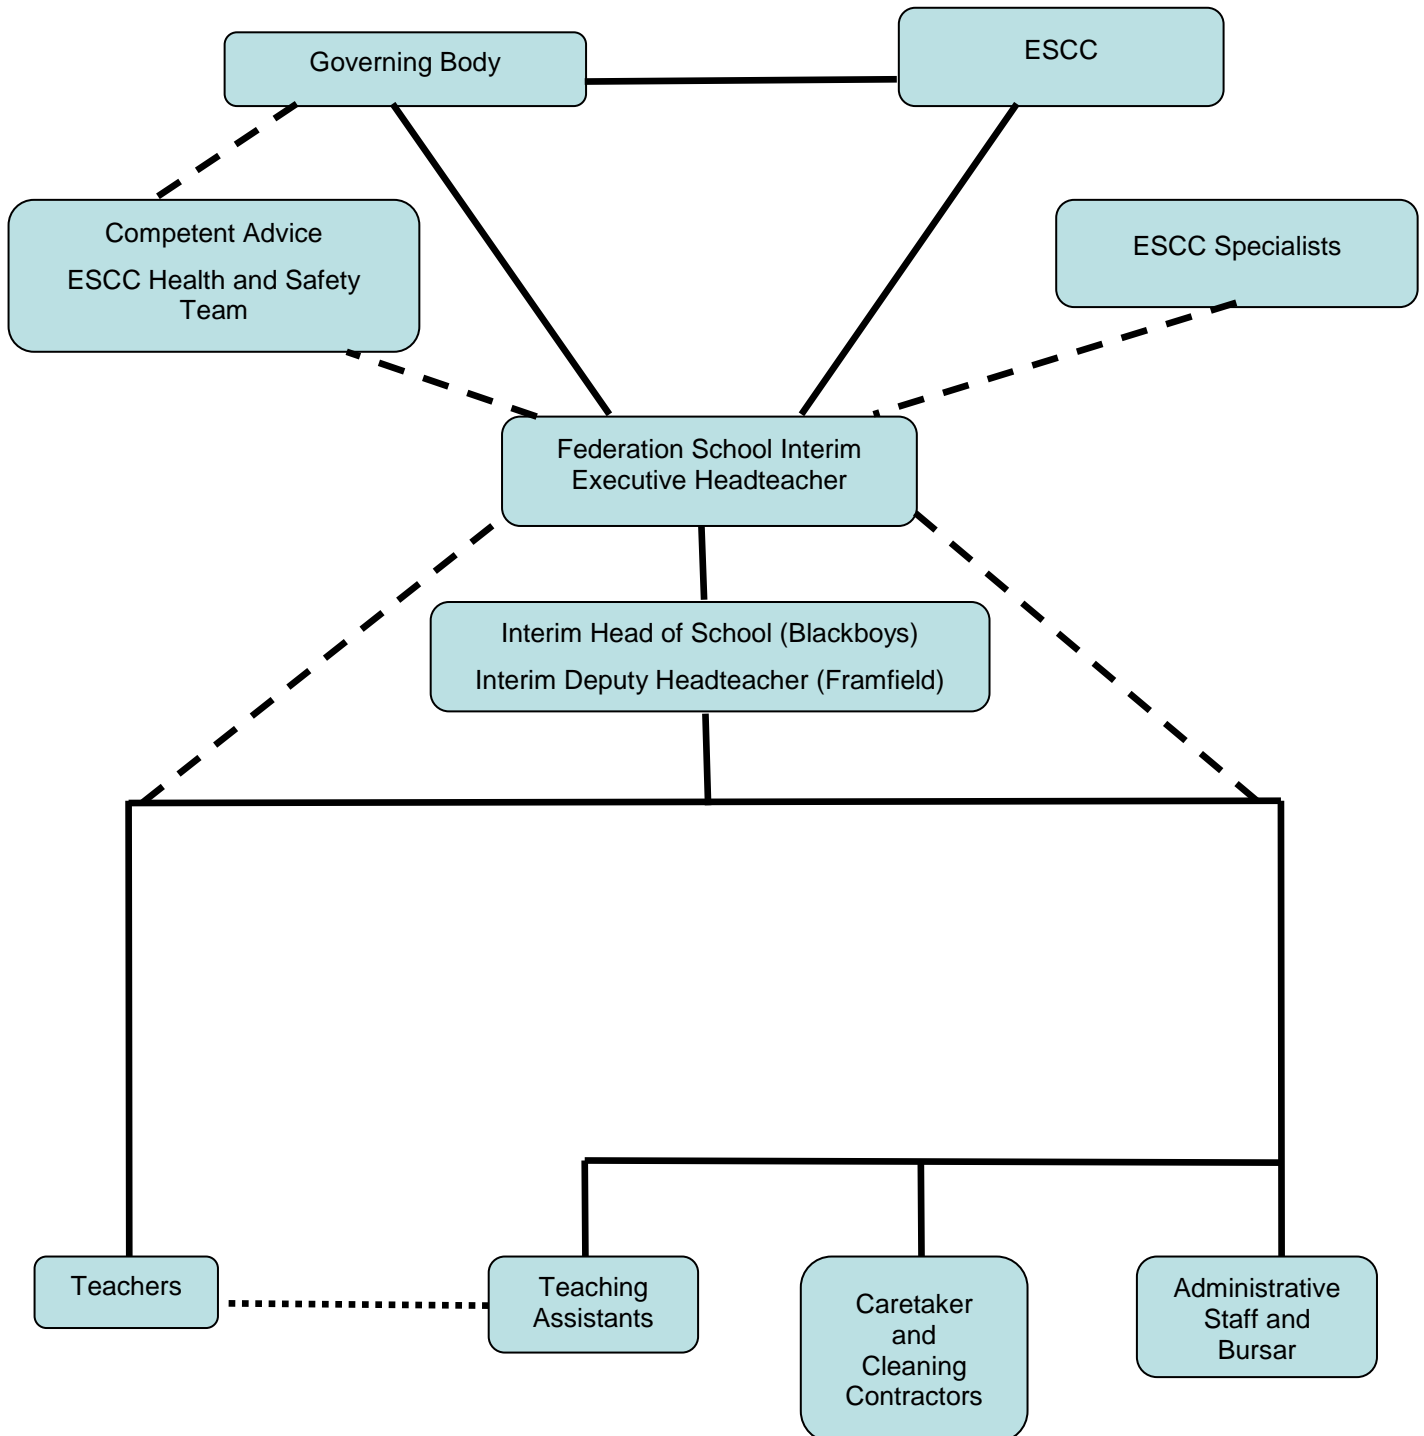 Governing Body
ESCC
Competent Advice
ESCC Health and Safety
Team
ESCC Specialists
Federation School Interim
Executive Headteacher
Interim Head of School (Blackboys)
Interim Deputy Headteacher (Framfield)
Teachers
Teaching
Assistants
Caretaker
and
Cleaning
Contractors
Administrative
Staff and
Bursar